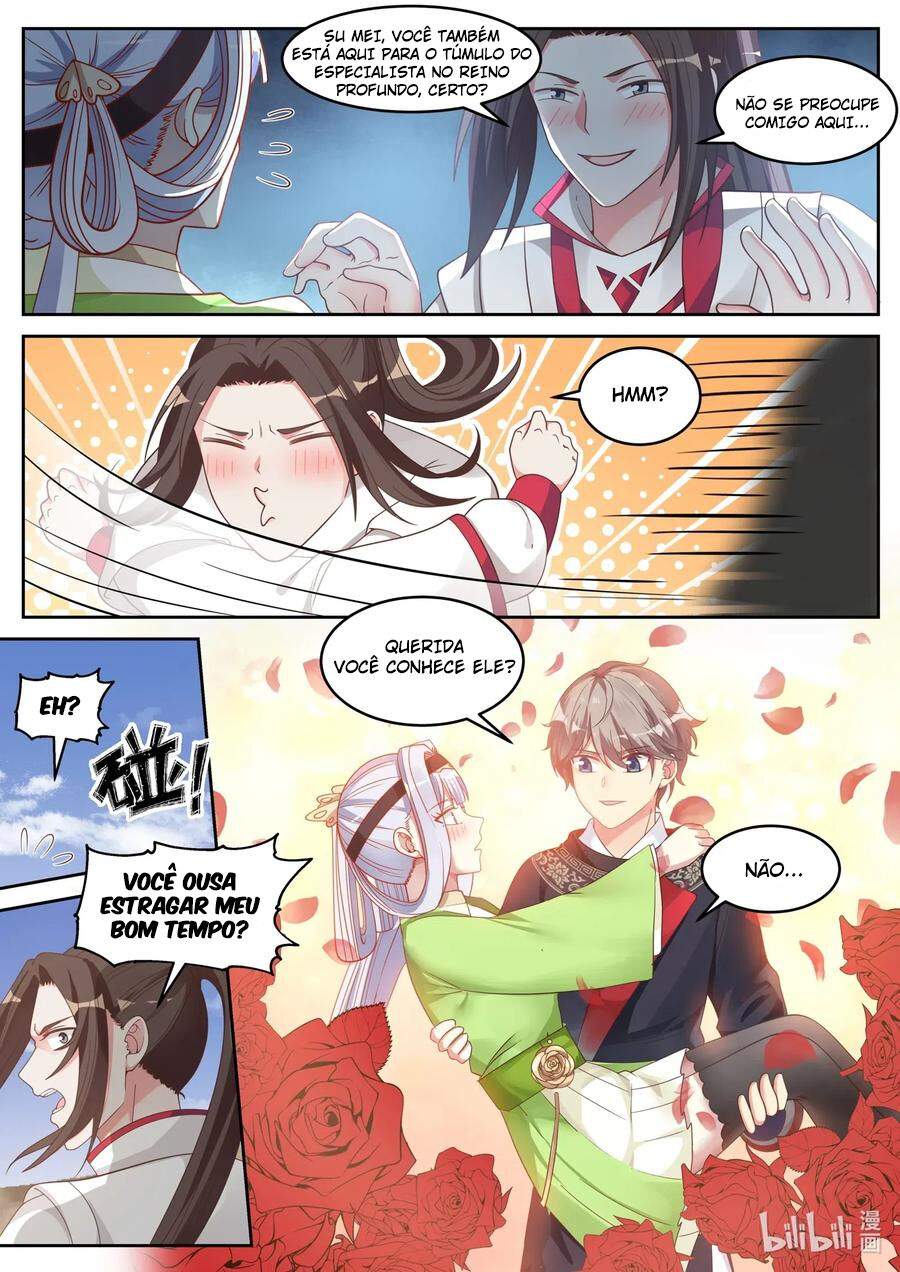 SU MEI, VOCÊ TAMBÉM
ESTÁ AQUI PARA O TÚMULO DO
ESPECIALISTA NO REINO
PROFUNDO, CERTO?
NÃO SE PREOCUPE
COMIGO AQUI...
HMM?
QUERIDA
VOCÊ CONHECE ELE?
EH?
碰!
VOCÊ OUSA
ESTRAGAR MEU
BOM TEMPO?
NÃO...
bilibili 漫画